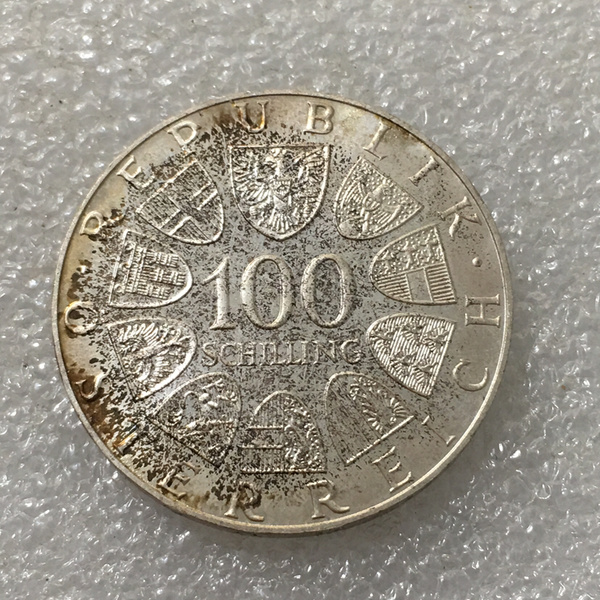 REPUBLIK · ÖSTERREICH
100
SCHILLING